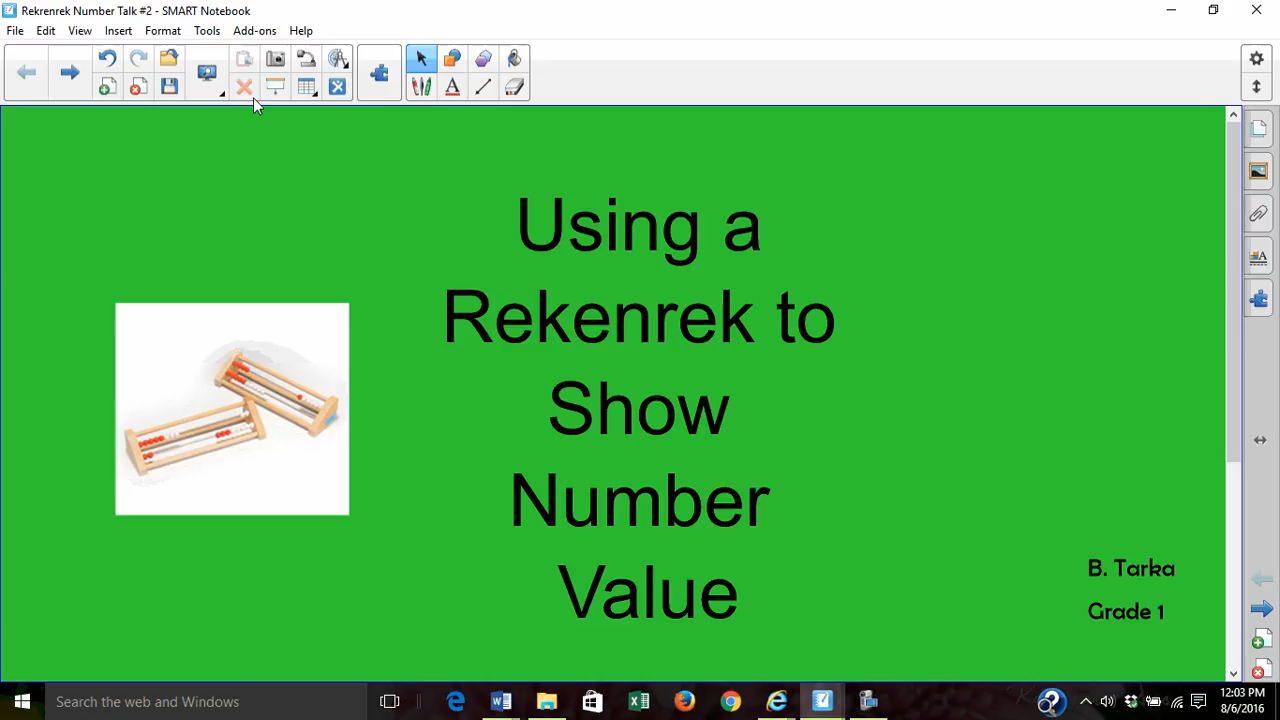 Rekrenrek Number Talk #2 - SMART Notebook
File Edit View Insert Format Tools Add-ons Help
Using a
Rekenrek to
Show
Number
Value
B. Tarka
Grade 1
Search the web and Windows
12:03 PM
8/6/2016